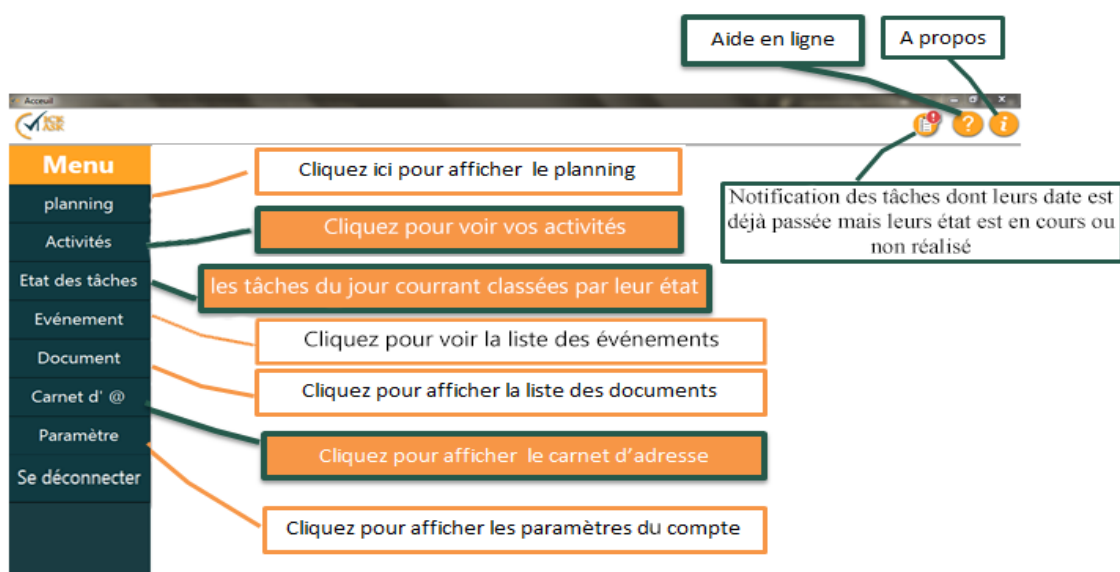 Aide en ligne
A propos
Acceuil
ICK
ASK
?
i
Menu
planning
Activités
Etat des tâches
Evénement
Document
Carnet d' @
Paramètre
Se déconnecter
Cliquez ici pour afficher le planning
Cliquez pour voir vos activités
les tâches du jour courrant classées par leur état
Cliquez pour voir la liste des événements
Cliquez pour afficher la liste des documents
Cliquez pour afficher le carnet d’adresse
Cliquez pour afficher les paramètres du compte
Notification des tâches dont leurs date est
déjà passée mais leurs état est en cours ou
non réalisé